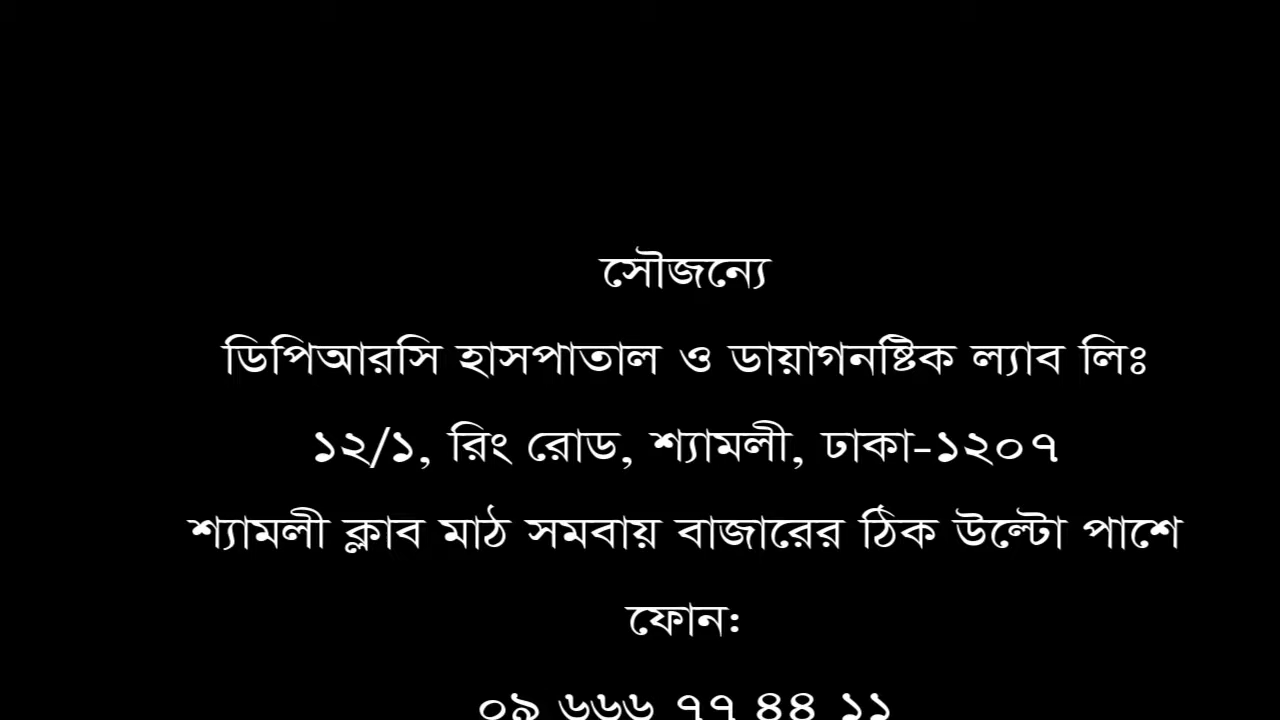 সৌজন্যে
ডিপিআরসি হাসপাতাল ও ডায়াগনষ্টিক ল্যাব লিঃ
১২/১, রিং রোড, শ্যামলী, ঢাকা-১২০৭
শ্যামলী ক্লাব মাঠ সমবায় বাজারের ঠিক উল্টো পাশে
ফোন:
০৯ ৬৬৬ ৭৭ ৪৪ ১১